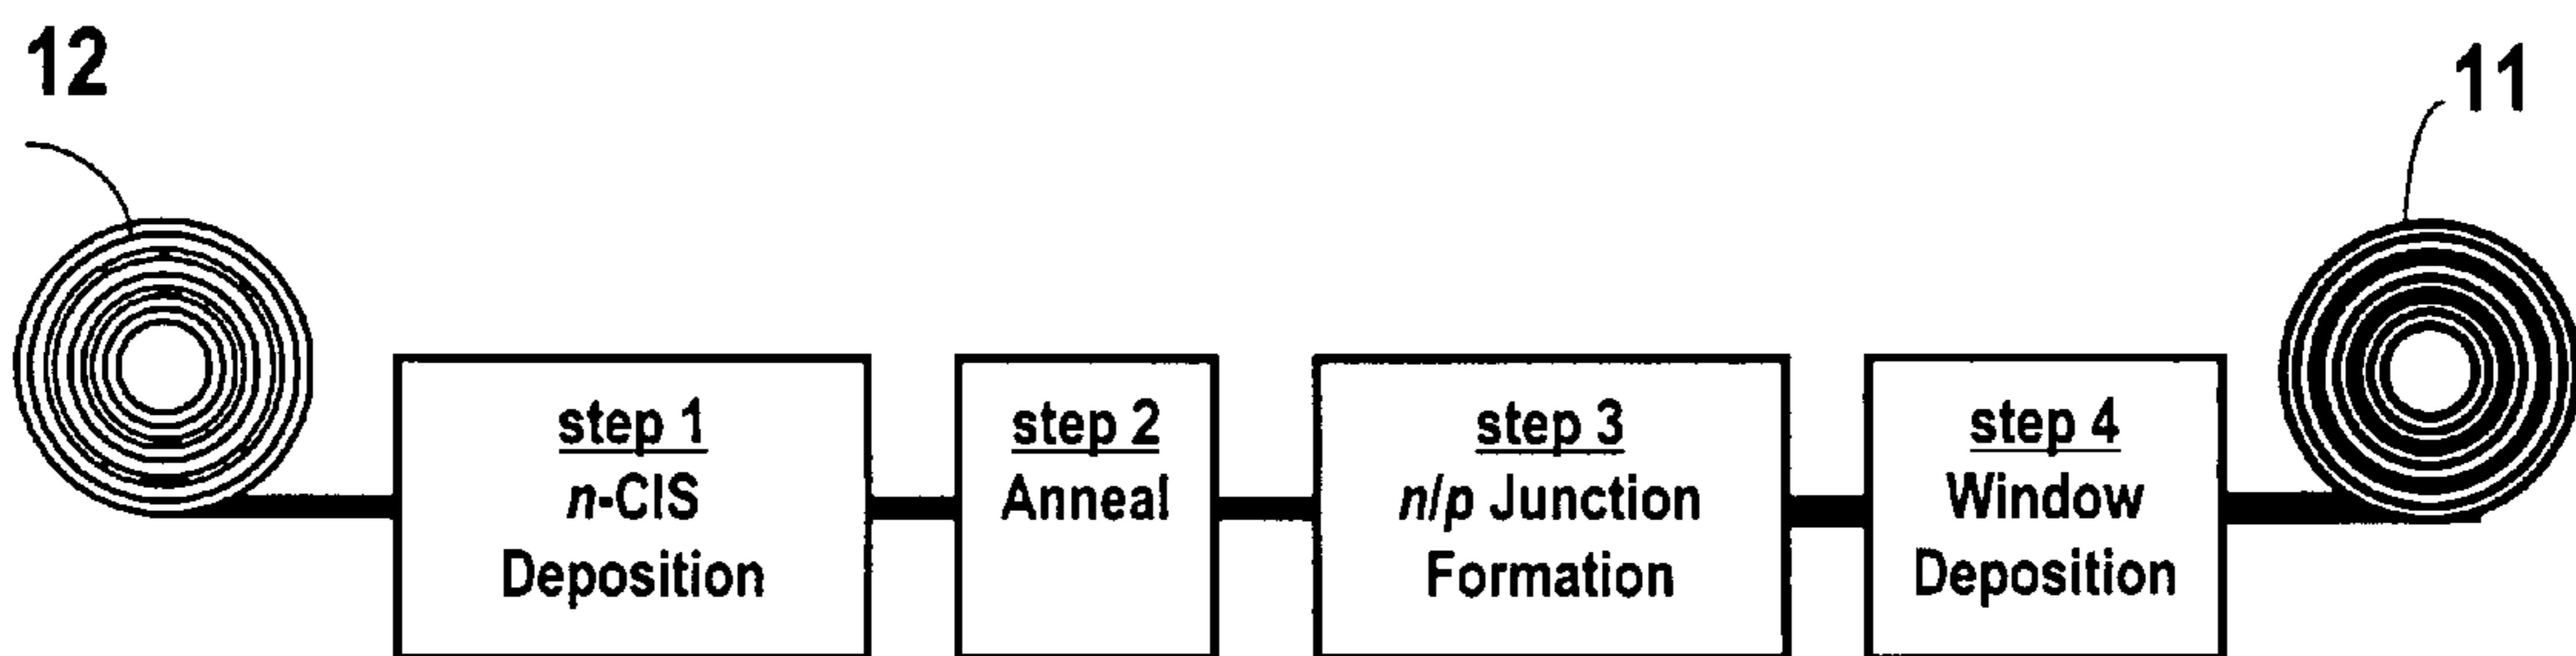 12
11
step 1
n-CIS
Deposition
step 2
Anneal
step 3
n/p Junction
Formation
step 4
Window
Deposition